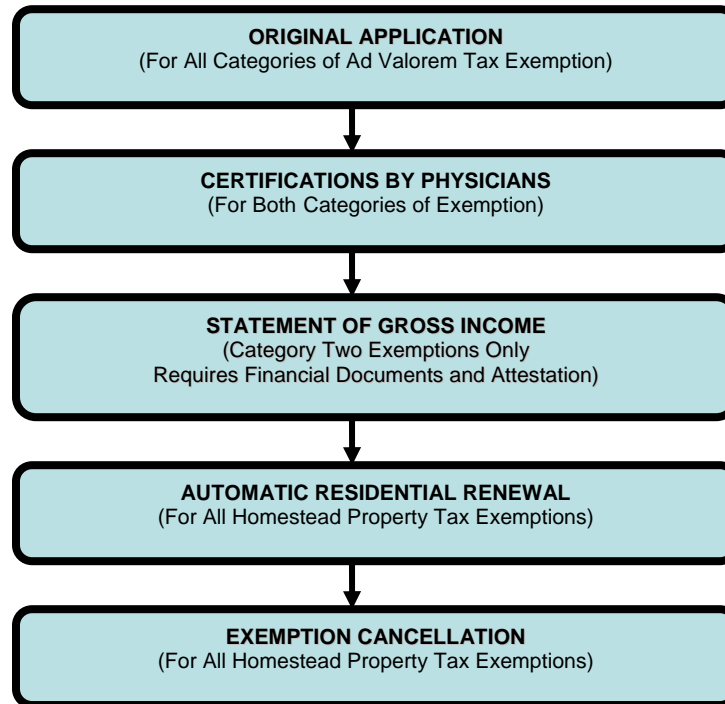 ORIGINAL APPLICATION
(For All Categories of Ad Valorem Tax Exemption)
CERTIFICATIONS BY PHYSICIANS
(For Both Categories of Exemption)
STATEMENT OF GROSS INCOME
(Category Two Exemptions Only
Requires Financial Documents and Attestation)
AUTOMATIC RESIDENTIAL RENEWAL
(For All Homestead Property Tax Exemptions)
EXEMPTION CANCELLATION
(For All Homestead Property Tax Exemptions)